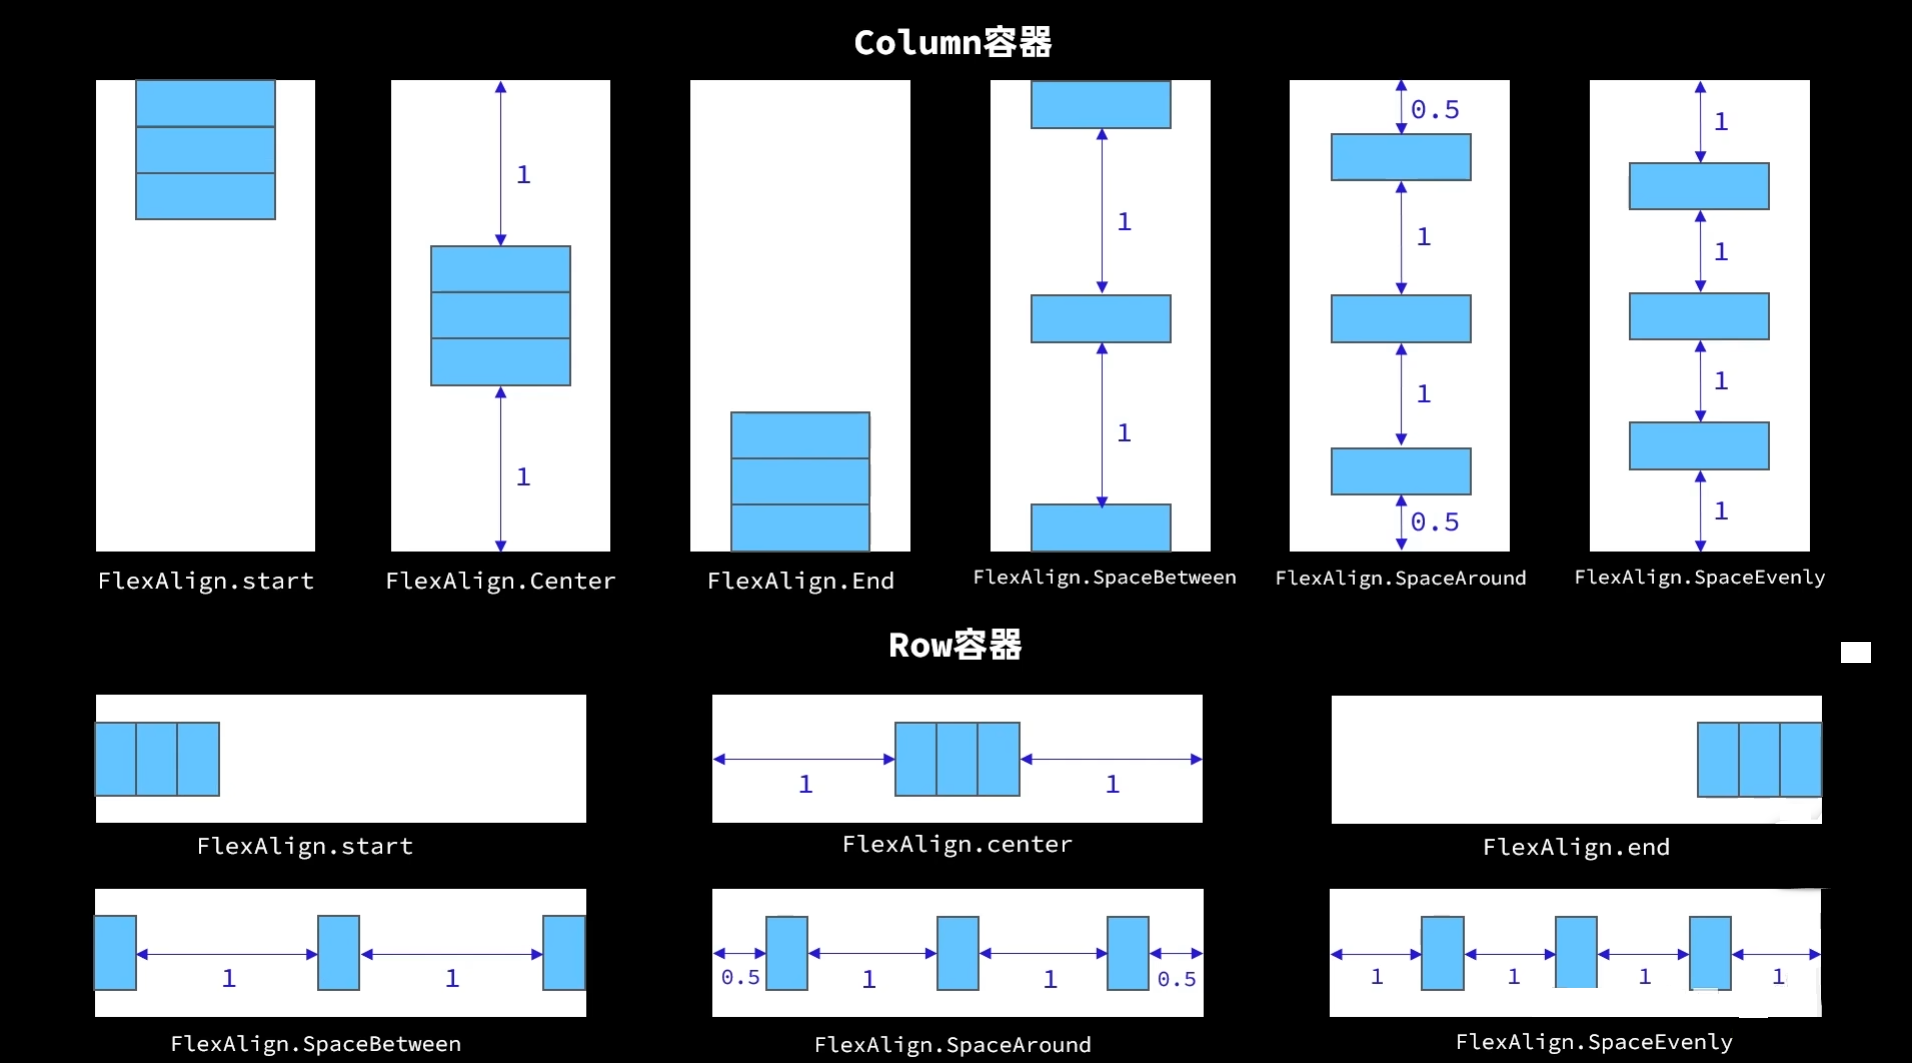 Column容器
0.5
1
1
1
1
1
1
1
1
1
1
1
0.5
FlexAlign.start
FlexAlign.Center
FlexAlign.End
FlexAlign.SpaceBetween
FlexAlign.SpaceAround
FlexAlign.SpaceEvenly
Row容器
1
1
FlexAlign.start
FlexAlign.center
FlexAlign.end
1
1
0.5
1
1
0.5
1
1
1
1
FlexAlign.SpaceBetween
FlexAlign.SpaceAround
FlexAlign.SpaceEvenly